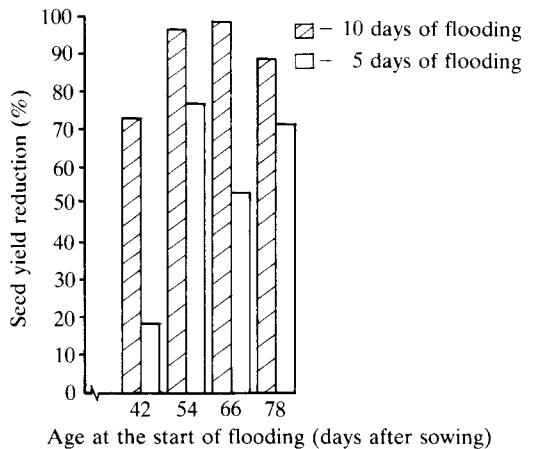 100
90
80
70
60
50
40
30
20
10
0
Seed yield reduction (%)
– 10 days of flooding
– 5 days of flooding
42 54 66 78
Age at the start of flooding (days after sowing)